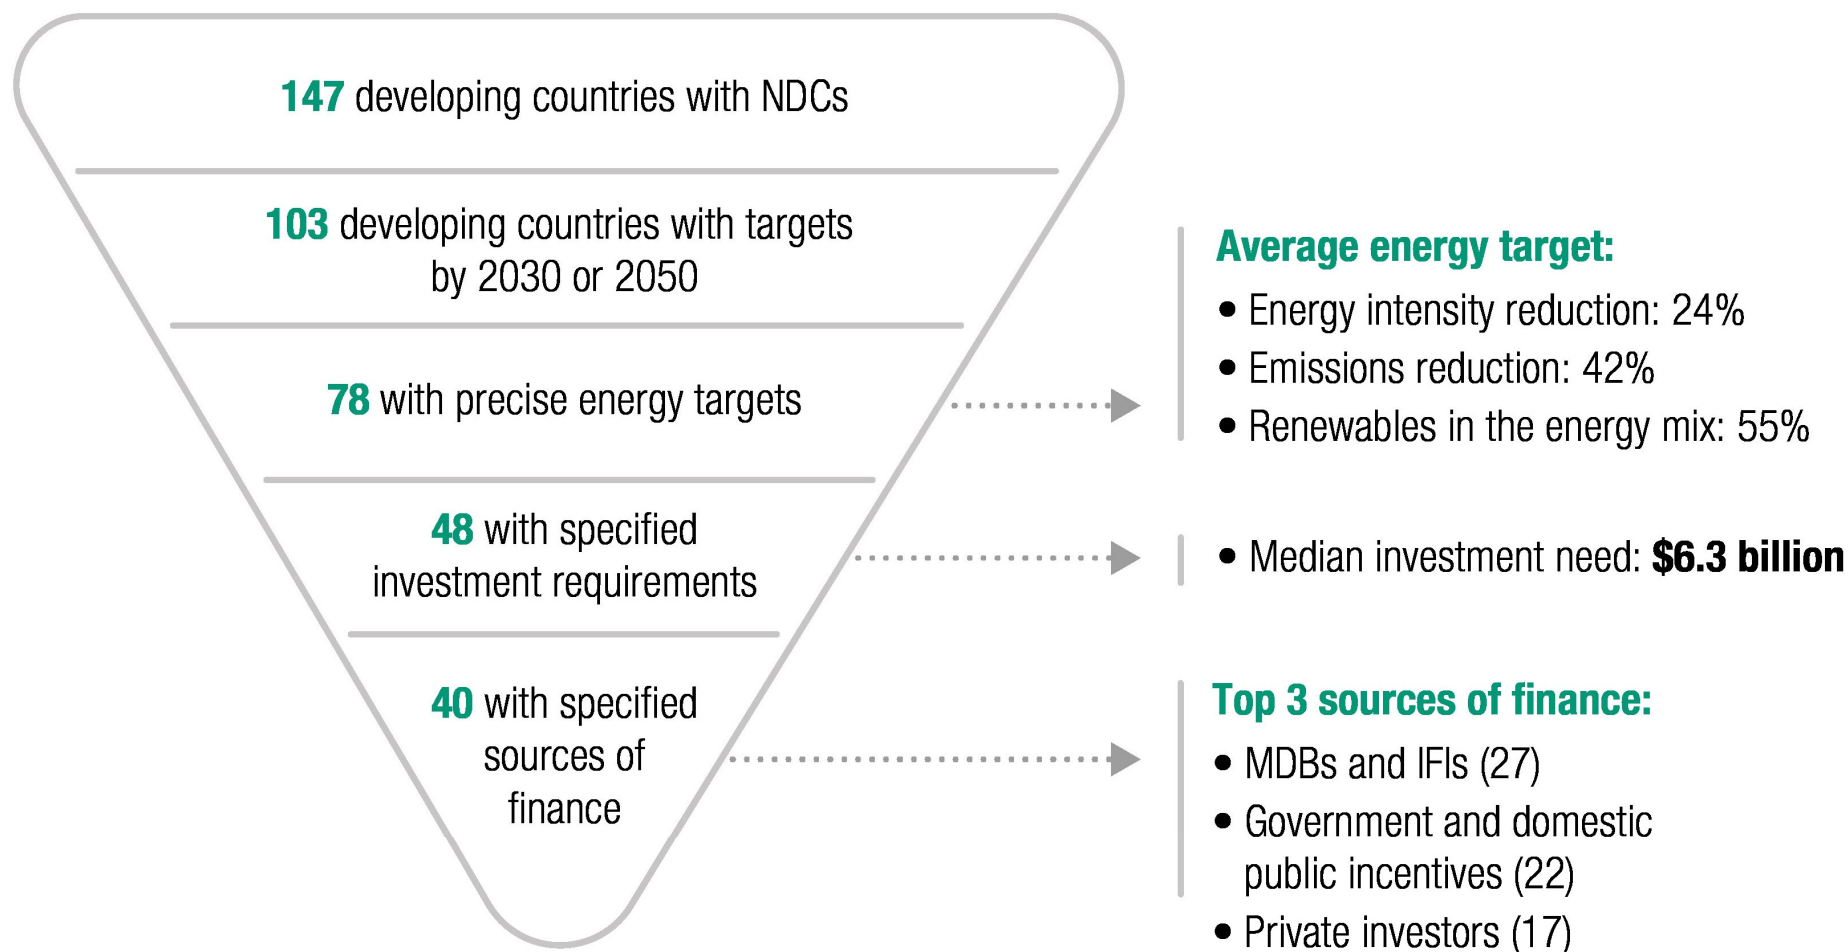 147 developing countries with NDCs
103 developing countries with targets
by 2030 or 2050
78 with precise energy targets
48 with specified
investment requirements
40 with specified
sources of
finance
Average energy target:
• Energy intensity reduction: 24%
• Emissions reduction: 42%
• Renewables in the energy mix: 55%
• Median investment need: $6.3 billion
Top 3 sources of finance:
• MDBs and IFIs (27)
• Government and domestic
public incentives (22)
• Private investors (17)